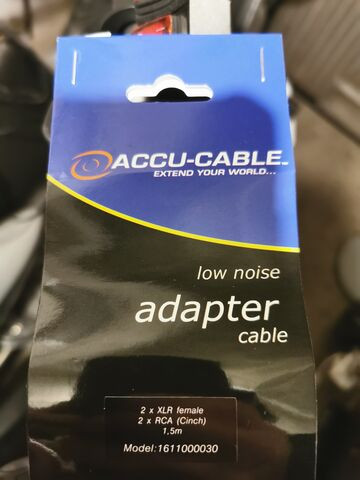 ACCU-CABLE
EXTEND YOUR WORLD...
low noise
adapter
cable
2 x XLR female
2 x RCA (Cinch)
1,5m
Model:1611000030